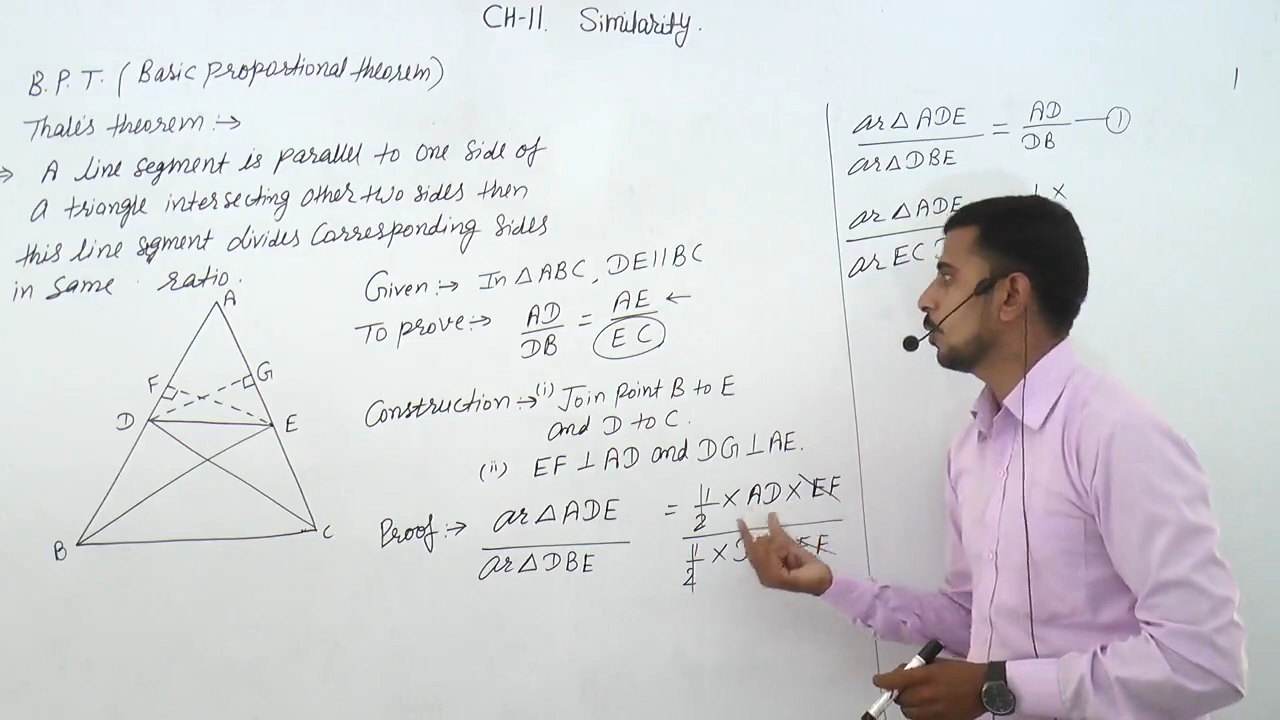 CH-11. Similarity.
B.P.T. (Basic proportional theorem)
Thale's theorem :→
⇒ A line segment is parallel to one side of
a triangle intersecting other two sides then
this line sgment divides Corresponding sides
in same ratio.
Given :→ In △ABC, DE||BC
To prove :→ AD/DB = AE/EC ←
Construction :→ (i) Join point B to E
and D to C.
(ii) EF ⊥ AD and DG ⊥ AE.
Proof :→ ar△ADE/ar△DBE = 1/2 × AD × EF
1/2 × D EF
A
F
G
D
E
B
C
1
ar△ADE/ar△DBE = AD/DB —①
ar△ADE
ar EC
1 ×